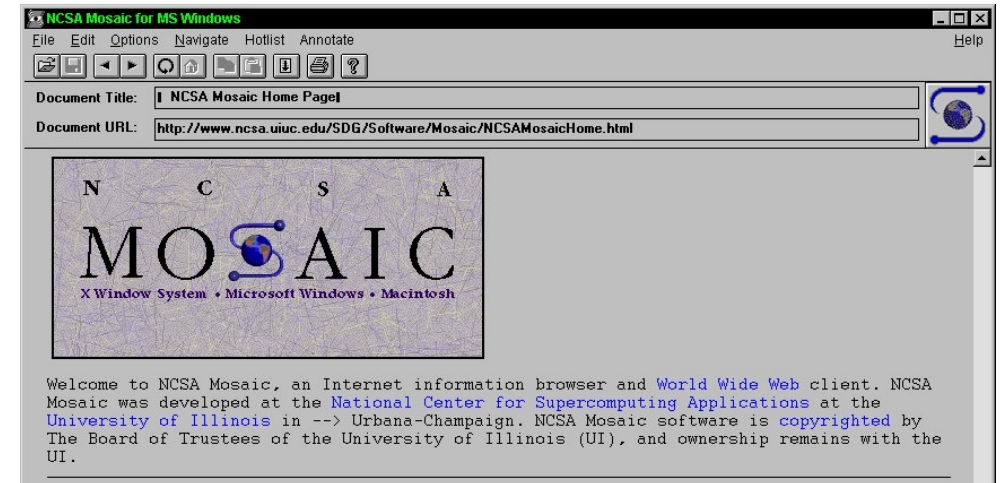 NCSA Mosaic for MS Windows
File Edit Options Navigate Hotlist Annotate Help
Document Title: NCSA Mosaic Home Page
Document URL: http://www.ncsa.uiuc.edu/SDG/Software/Mosaic/NCSAMosaicHome.html
N C S A
MOSAIC
X Window System • Microsoft Windows • Macintosh
Welcome to NCSA Mosaic, an Internet information browser and World Wide Web client. NCSA
Mosaic was developed at the National Center for Supercomputing Applications at the
University of Illinois in --> Urbana-Champaign. NCSA Mosaic software is copyrighted by
The Board of Trustees of the University of Illinois (UI), and ownership remains with the
UI.